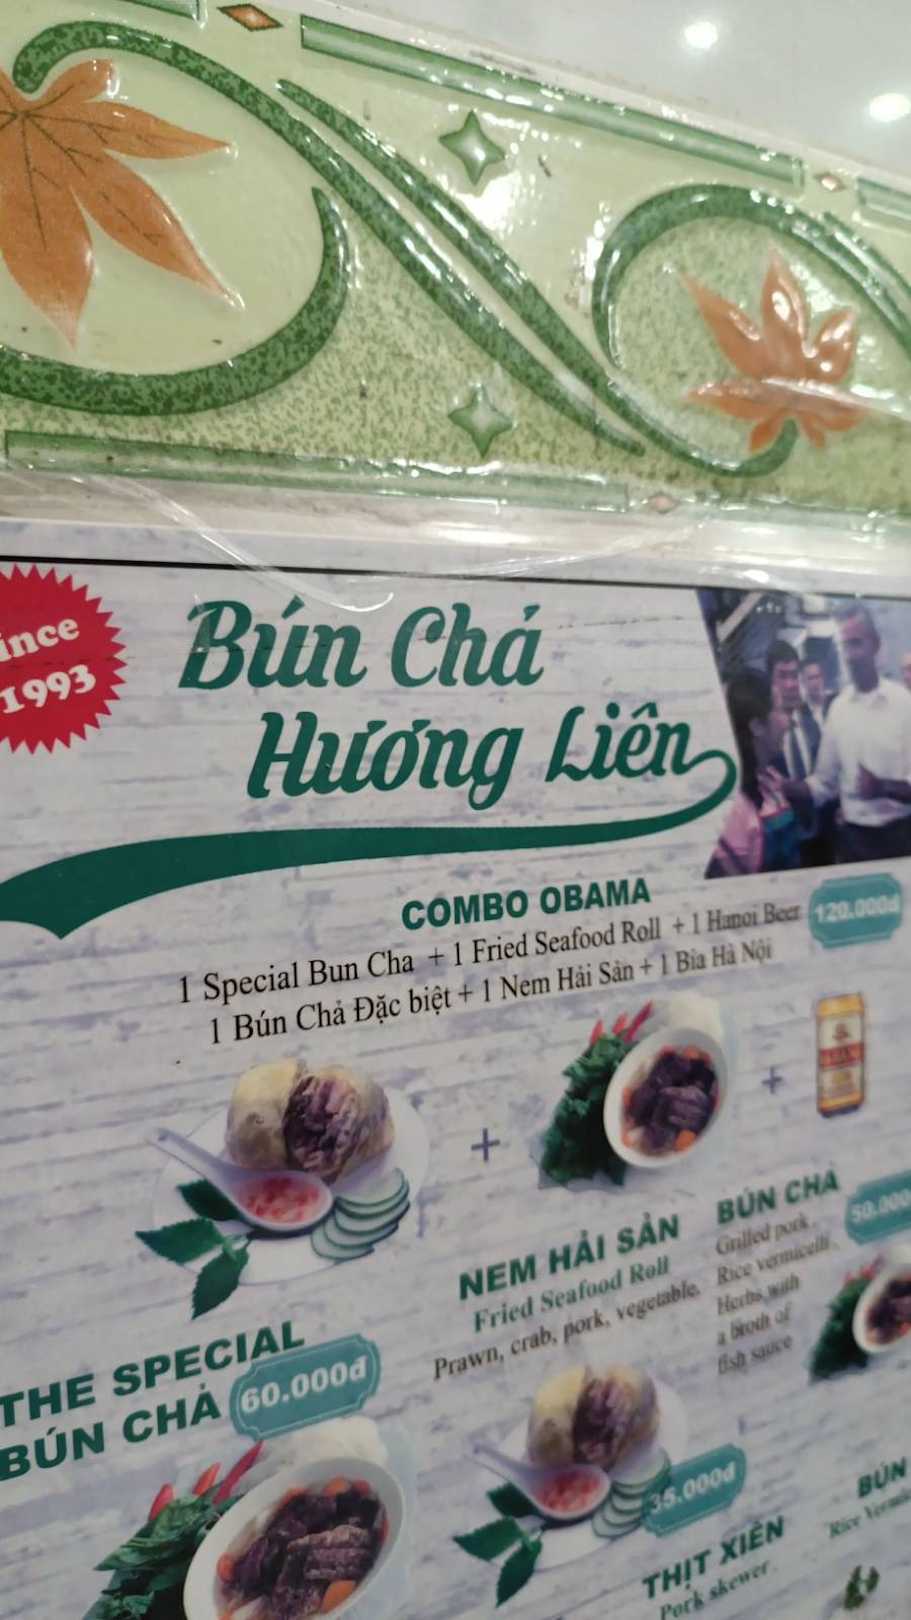 ince
1993
Bún Chả
Hương Liên
COMBO OBAMA
1 Special Bun Cha + 1 Fried Seafood Roll + 1 Hanoi Beer
120.000đ
1 Bún Chả Đặc biệt + 1 Nem Hải Sản + 1 Bia Hà Nội
+
+
NEM HẢI SẢN
Fried Seafood Roll
Prawn, crab, pork, vegetable.
35.000đ
BÚN CHẢ
50.000
Grilled pork,
Rice vermicelli,
Herbs with
a broth of
fish sauce
THE SPECIAL
BÚN CHẢ
60.000đ
THỊT XIÊN
Pork skewer
BÚN
Rice